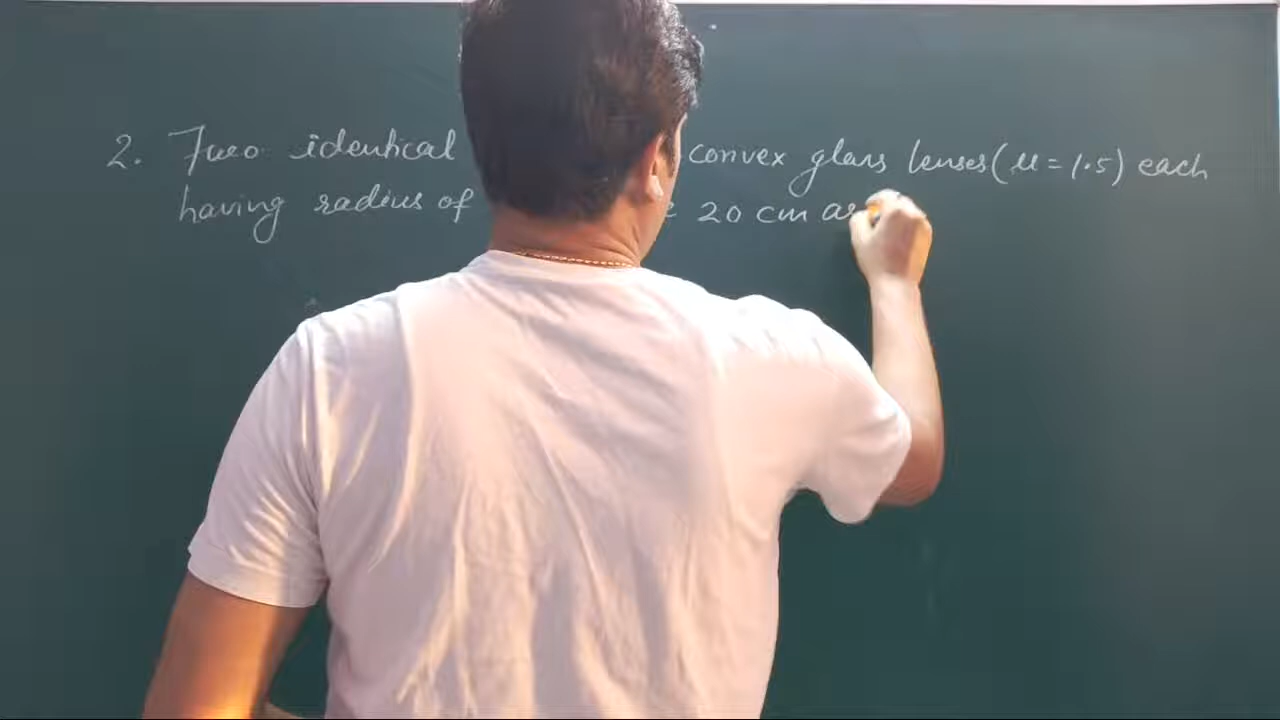 2. Two identical convex glass lenses (μ = 1.5) each
having radius of 20 cm